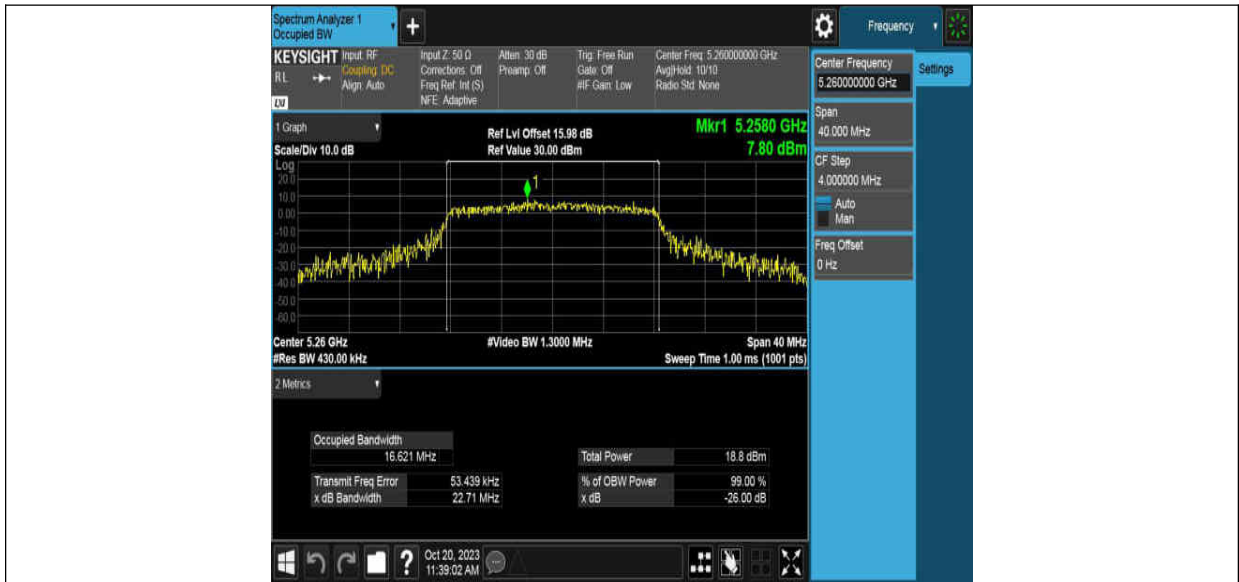 Spectrum Analyzer 1
Occupied BW
+
Frequency
KEYSIGHT
RL
LXI
Input: RF
Coupling: DC
Align: Auto
Input Z: 50 Ω
Corrections: Off
Freq Ref: Int (S)
NFE: Adaptive
Atten: 30 dB
Preamp: Off
Trig: Free Run
Gate: Off
#IF Gain: Low
Center Freq: 5.260000000 GHz
Avg|Hold: 10/10
Radio Std: None
1 Graph
Scale/Div 10.0 dB
Ref Lvl Offset 15.98 dB
Ref Value 30.00 dBm
Mkr1 5.2580 GHz
7.80 dBm
Log
20.0
10.0
0.00
-10.0
-20.0
-30.0
-40.0
-50.0
-60.0
1
Center 5.26 GHz
#Res BW 430.00 kHz
#Video BW 1.3000 MHz
Span 40 MHz
Sweep Time 1.00 ms (1001 pts)
2 Metrics
Occupied Bandwidth
16.621 MHz
Transmit Freq Error 53.439 kHz
x dB Bandwidth 22.71 MHz
Total Power 18.8 dBm
% of OBW Power 99.00 %
x dB -26.00 dB
Center Frequency
5.260000000 GHz
Span
40.000 MHz
CF Step
4.000000 MHz
Auto
Man
Freq Offset
0 Hz
Settings
?
Oct 20, 2023
11:39:02 AM